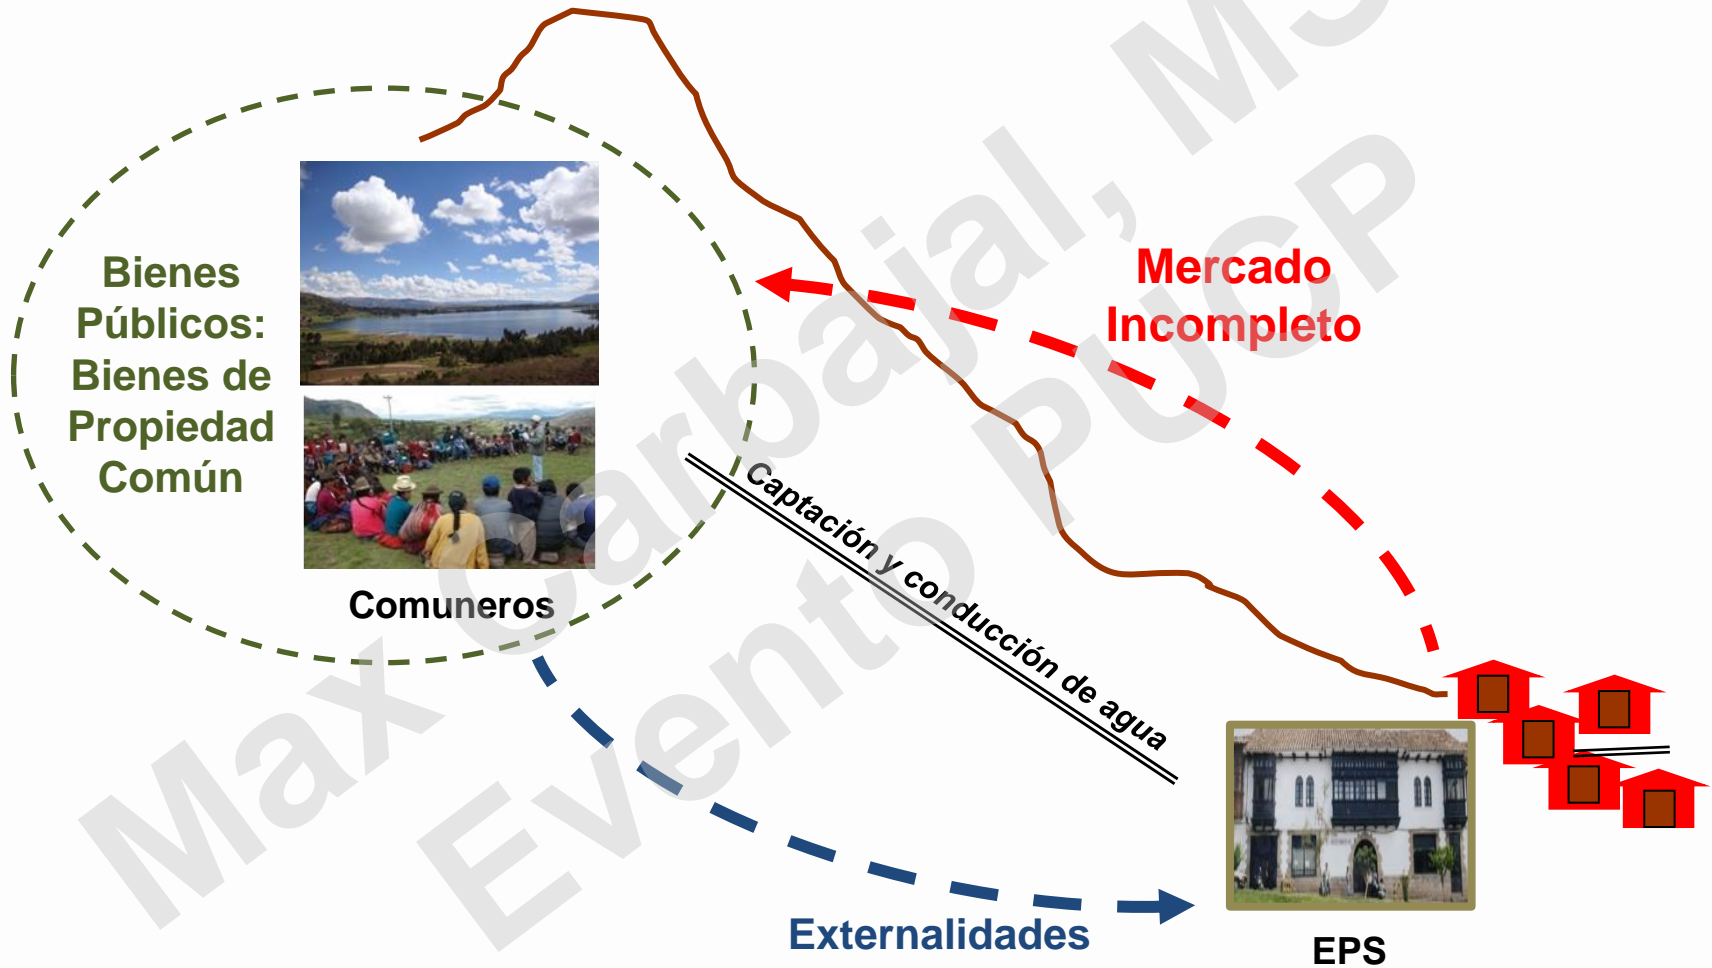 Bienes
Públicos:
Bienes de
Propiedad
Común
Comuneros
Mercado
Incompleto
Captación y conducción de agua
Externalidades
EPS
Max Carbajal,
Evento PUCP